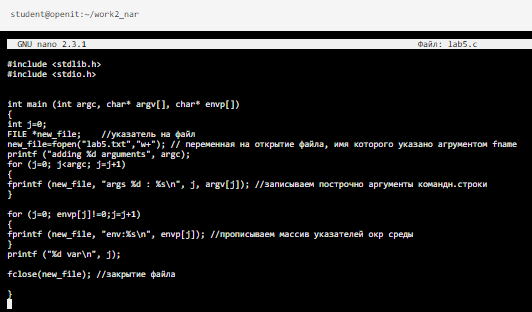 student@openit:~/work2_nar
GNU nano 2.3.1 Файл: lab5.c
#include <stdlib.h>
#include <stdio.h>
int main (int argc, char* argv[], char* envp[])
{
int j=0;
FILE *new_file; //указатель на файл
new_file=fopen("lab5.txt","w+"); // переменная на открытие файла, имя которого указано агрументом fname
printf ("adding %d arguments", argc);
for (j=0; j<argc; j=j+1)
{
fprintf (new_file, "args %d : %s\n", j, argv[j]); //записываем построчно аргументы командн.строки
}
for (j=0; envp[j]!=0;j=j+1)
{
fprintf (new_file, "env:%s\n", envp[j]); //прописываем массив указателей окр среды
}
printf ("%d var\n", j);
fclose(new_file); //закрытие файла
}